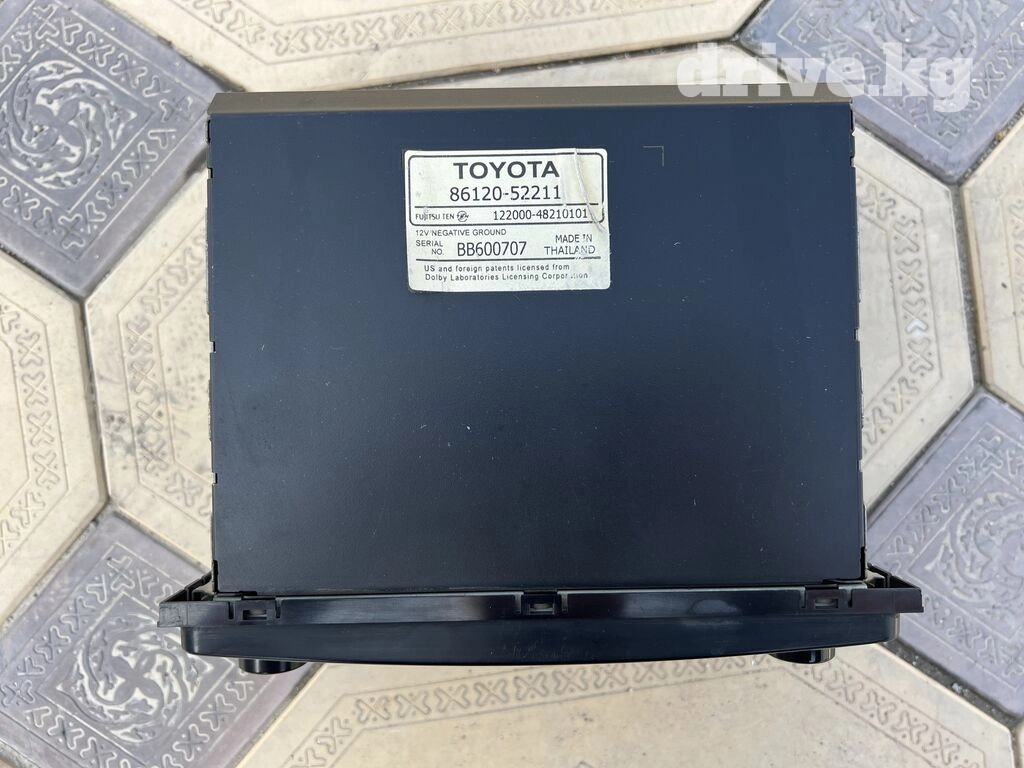 drive.kg
TOYOTA
86120-52211
FUJITSU TEN 122000-48210101
12V NEGATIVE GROUND
SERIAL NO. BB600707 MADE IN THAILAND
US and foreign patents licensed from
Dolby Laboratories Licensing Corporation